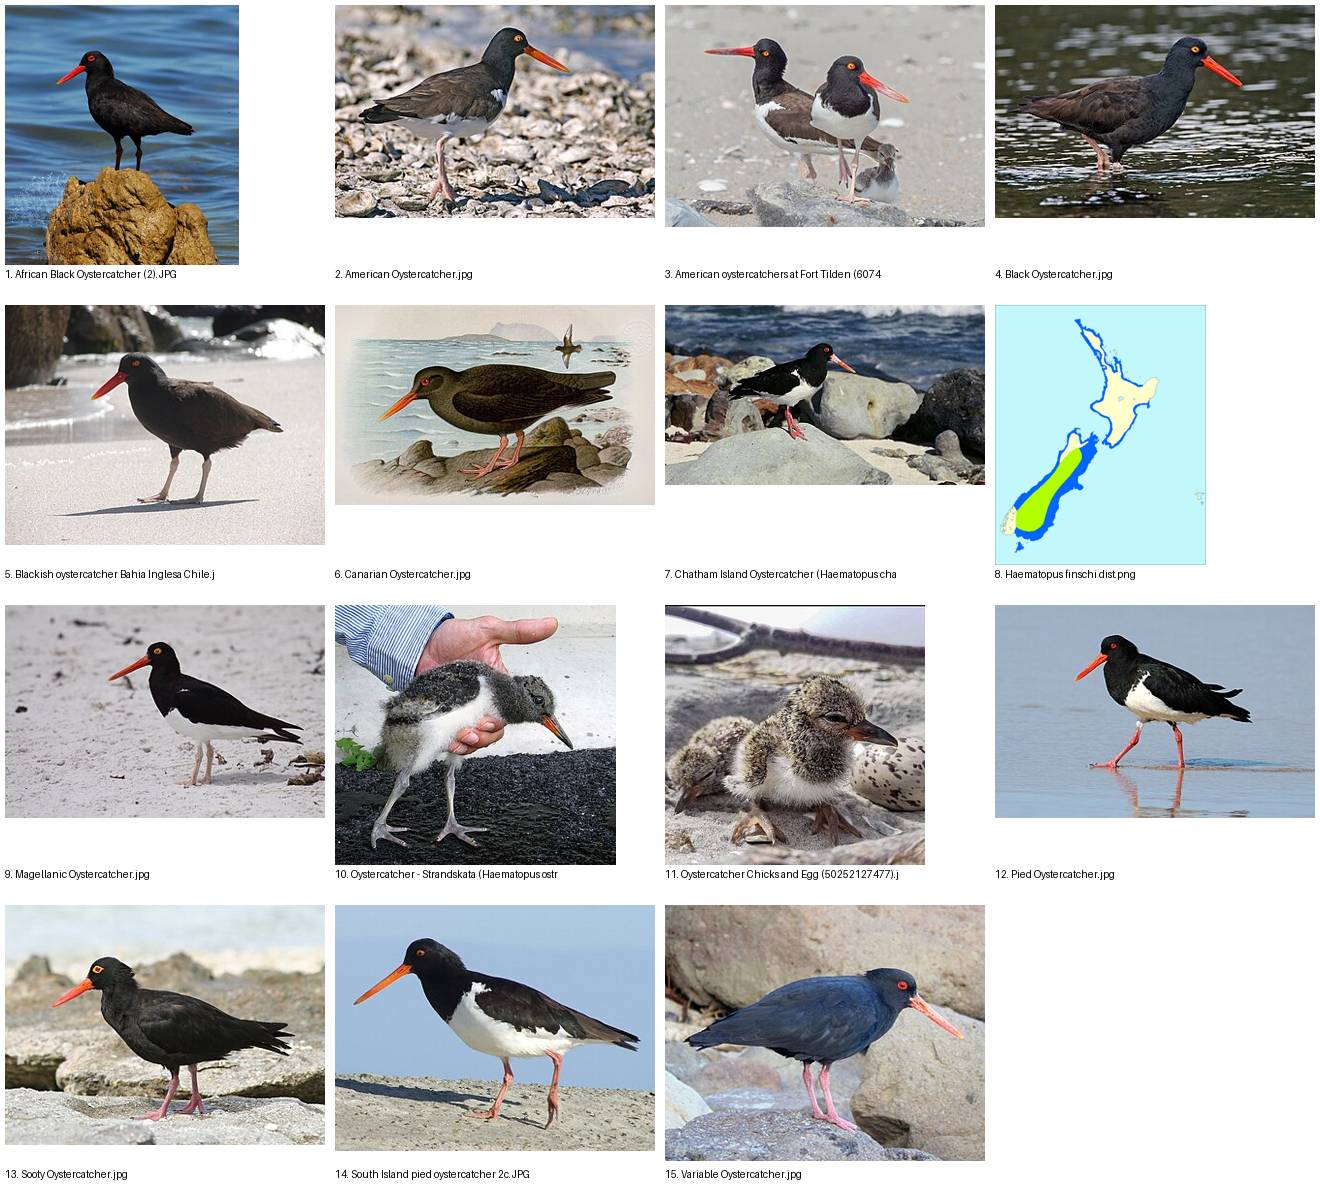 1. African Black Oystercatcher (2).JPG
2. American Oystercatcher.jpg
3. American oystercatchers at Fort Tilden (6074
4. Black Oystercatcher.jpg
5. Blackish oystercatcher Bahia Inglesa Chile.j
6. Canarian Oystercatcher.jpg
7. Chatham Island Oystercatcher (Haematopus cha
8. Haematopus finschi dist.png
9. Magellanic Oystercatcher.jpg
10. Oystercatcher - Strandskata (Haematopus ostr
11. Oystercatcher Chicks and Egg (50252127477).j
12. Pied Oystercatcher.jpg
13. Sooty Oystercatcher.jpg
14. South Island pied oystercatcher 2c.JPG
15. Variable Oystercatcher.jpg